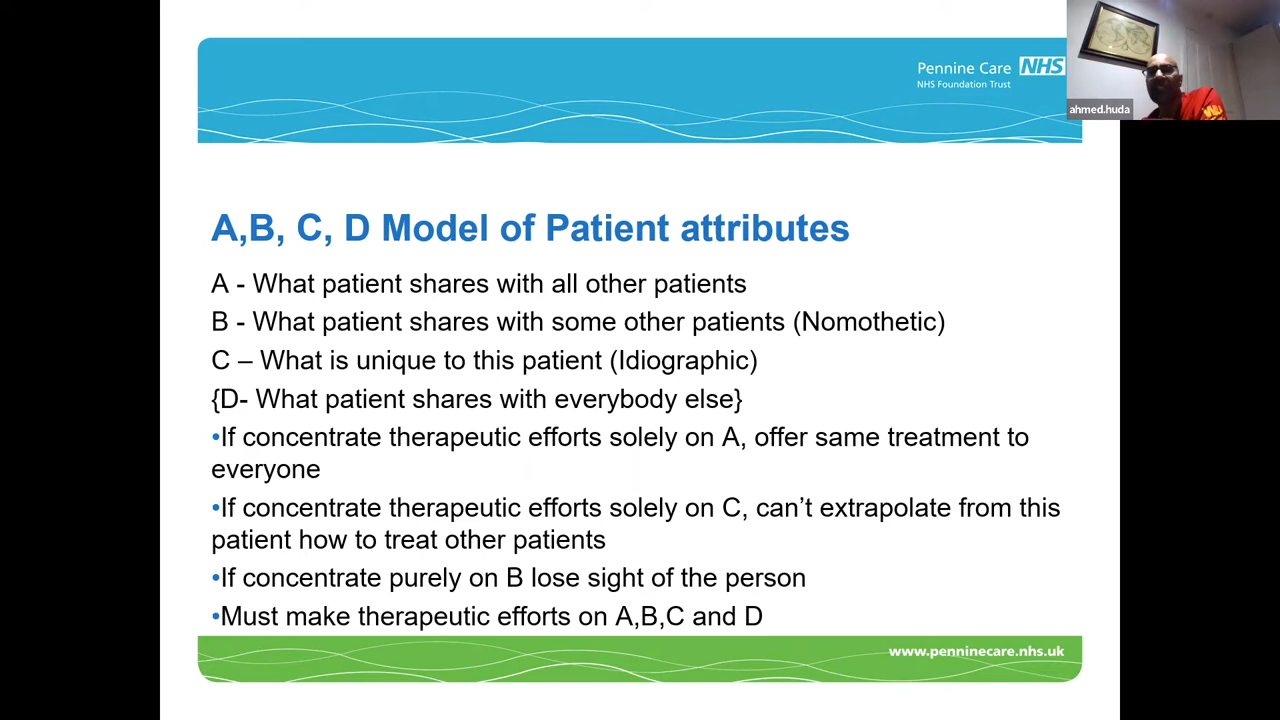 Pennine Care NHS
NHS Foundation Trust
ahmed.huda
A,B, C, D Model of Patient attributes
A - What patient shares with all other patients
B - What patient shares with some other patients (Nomothetic)
C – What is unique to this patient (Idiographic)
{D- What patient shares with everybody else}
•If concentrate therapeutic efforts solely on A, offer same treatment to
everyone
•If concentrate therapeutic efforts solely on C, can’t extrapolate from this
patient how to treat other patients
•If concentrate purely on B lose sight of the person
•Must make therapeutic efforts on A,B,C and D
www.penninecare.nhs.uk